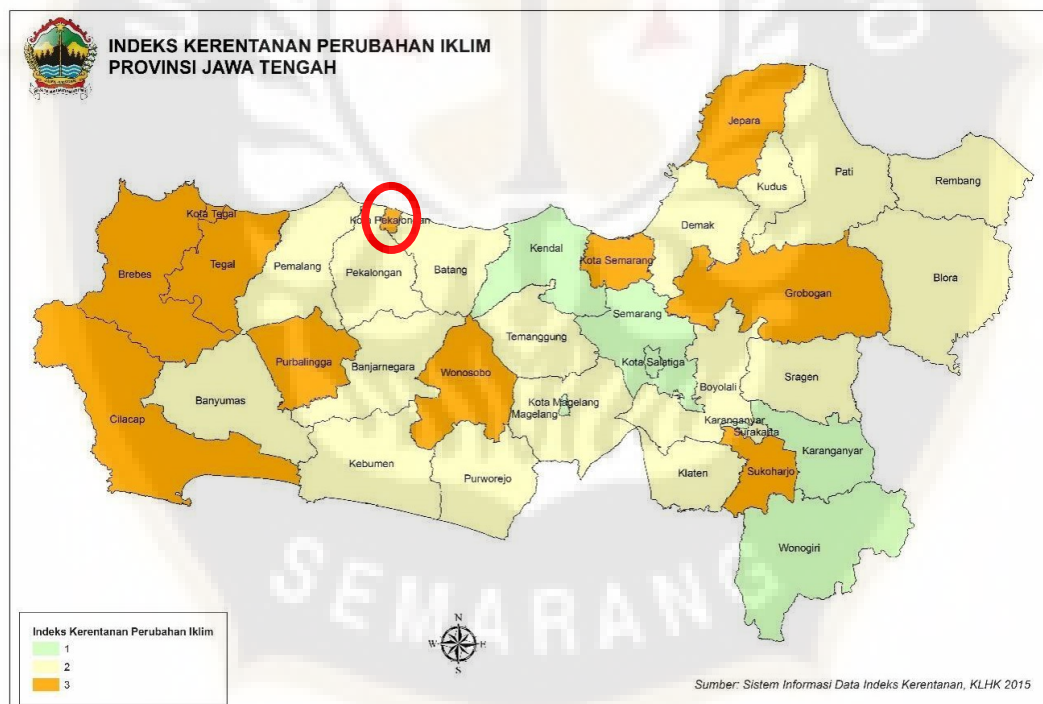 INDEKS KERENTANAN PERUBAHAN IKLIM
PROVINSI JAWA TENGAH
Jepara
Pati
Kudus
Rembang
Kota Tegal
Kota Pekalongan
Demak
Kendal
Kota Semarang
Brebes
Tegal
Pemalang
Pekalongan
Batang
Blora
Grobogan
Semarang
Temanggung
Purbalingga
Banjarnegara
Wonosobo
Kota Salatiga
Boyolali
Sragen
Banyumas
Kota Magelang
Magelang
Cilacap
Karanganyar
Surakarta
Karanganyar
Kebumen
Purworejo
Klaten
Sukoharjo
Wonogiri
SEMARANG
Indeks Kerentanan Perubahan Iklim
1
2
3
N
W
E
S
Sumber: Sistem Informasi Data Indeks Kerentanan, KLHK 2015